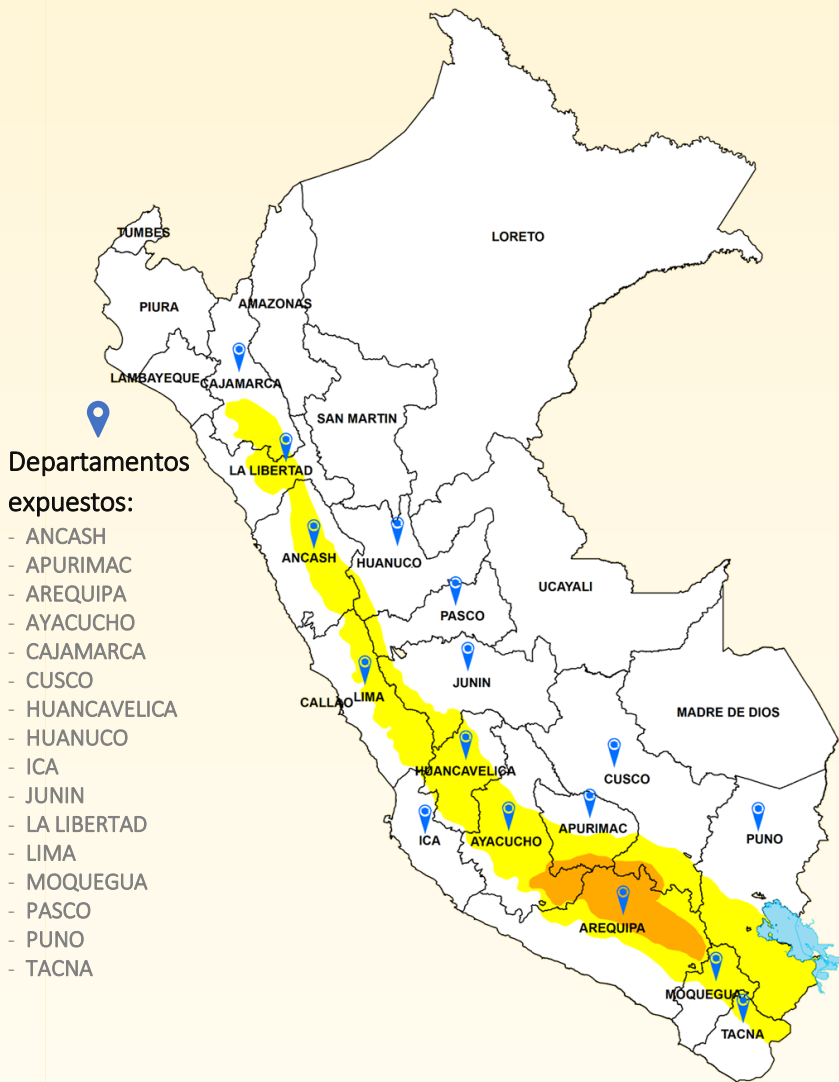 LORETO
TUMBES
PIURA
AMAZONAS
LAMBAYEQUE
CAJAMARCA
SAN MARTIN
LA LIBERTAD
ANCASH
HUANUCO
UCAYALI
PASCO
JUNIN
CALLAO
LIMA
MADRE DE DIOS
HUANCAVELICA
CUSCO
ICA
AYACUCHO
APURIMAC
PUNO
AREQUIPA
MOQUEGUA
TACNA
Departamentos
expuestos:
- ANCASH
- APURIMAC
- AREQUIPA
- AYACUCHO
- CAJAMARCA
- CUSCO
- HUANCAVELICA
- HUANUCO
- ICA
- JUNIN
- LA LIBERTAD
- LIMA
- MOQUEGUA
- PASCO
- PUNO
- TACNA